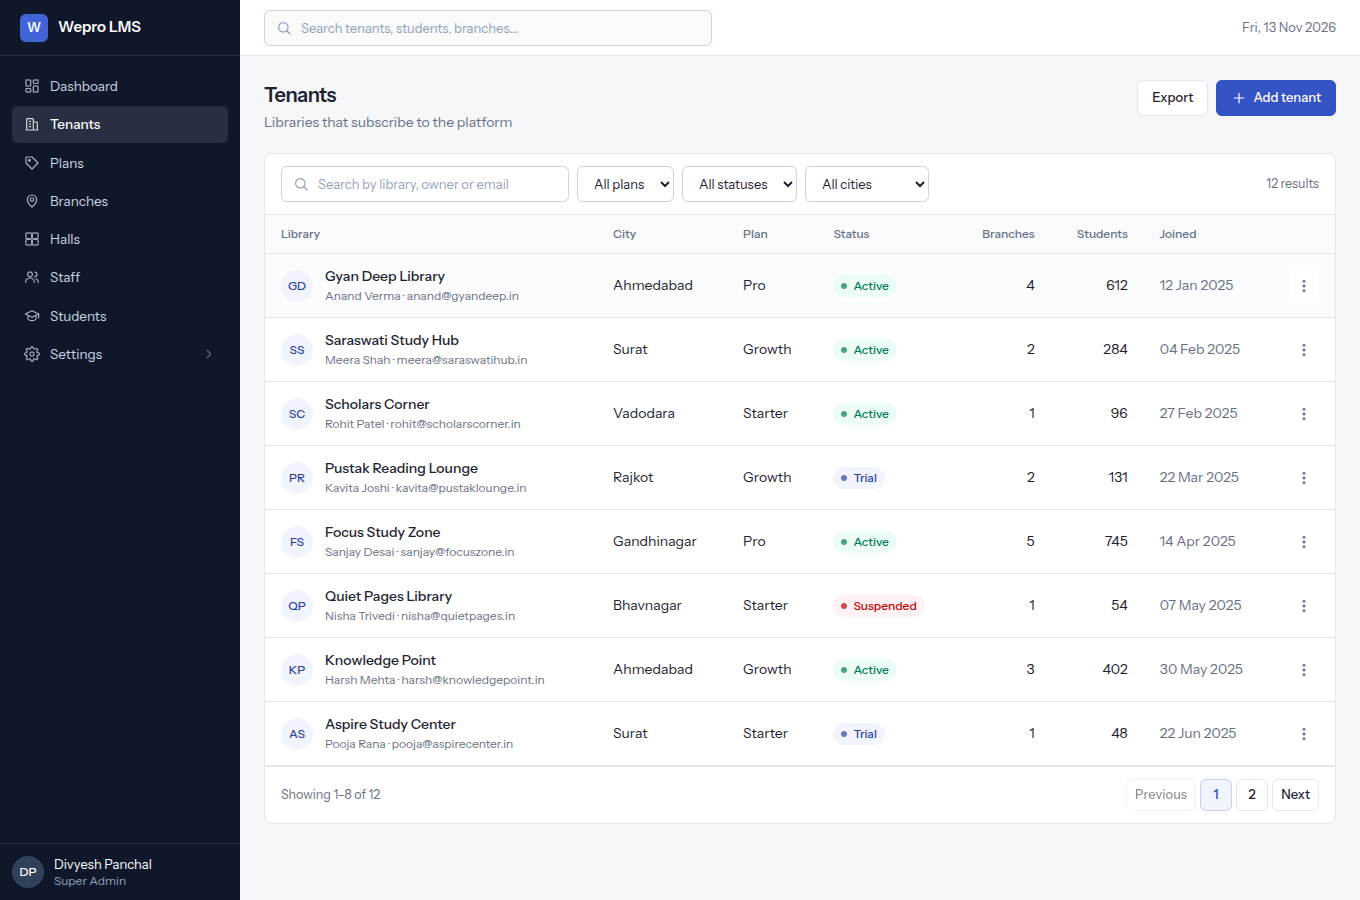 W Wepro LMS
Search tenants, students, branches...
Fri, 13 Nov 2026
Dashboard
Tenants
Plans
Branches
Halls
Staff
Students
Settings
DP
Divyesh Panchal
Super Admin
Tenants
Libraries that subscribe to the platform
Export
Add tenant
Search by library, owner or email
All plans
All statuses
All cities
12 results
Library City Plan Status Branches Students Joined
GD Gyan Deep Library Ahmedabad Pro Active 4 612 12 Jan 2025
Anand Verma · anand@gyandeep.in
SS Saraswati Study Hub Surat Growth Active 2 284 04 Feb 2025
Meera Shah · meera@saraswatihub.in
SC Scholars Corner Vadodara Starter Active 1 96 27 Feb 2025
Rohit Patel · rohit@scholarscorner.in
PR Pustak Reading Lounge Rajkot Growth Trial 2 131 22 Mar 2025
Kavita Joshi · kavita@pustaklounge.in
FS Focus Study Zone Gandhinagar Pro Active 5 745 14 Apr 2025
Sanjay Desai · sanjay@focuszone.in
QP Quiet Pages Library Bhavnagar Starter Suspended 1 54 07 May 2025
Nisha Trivedi · nisha@quietpages.in
KP Knowledge Point Ahmedabad Growth Active 3 402 30 May 2025
Harsh Mehta · harsh@knowledgepoint.in
AS Aspire Study Center Surat Starter Trial 1 48 22 Jun 2025
Pooja Rana · pooja@aspirecenter.in
Showing 1–8 of 12
Previous 1 2 Next